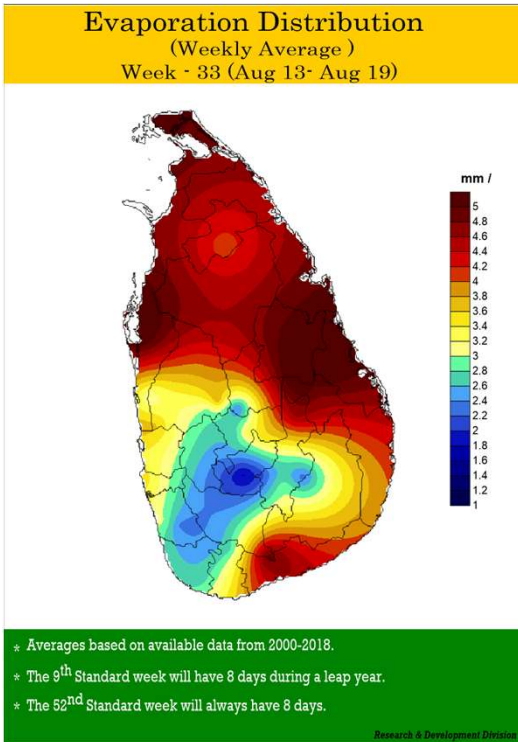 Evaporation Distribution
(Weekly Average )
Week - 33 (Aug 13- Aug 19)
mm /
5
4.8
4.6
4.4
4.2
4
3.8
3.6
3.4
3.2
3
2.8
2.6
2.4
2.2
2
1.8
1.6
1.4
1.2
1
* Averages based on available data from 2000-2018.
* The 9th Standard week will have 8 days during a leap year.
* The 52nd Standard week will always have 8 days.
Research & Development Division